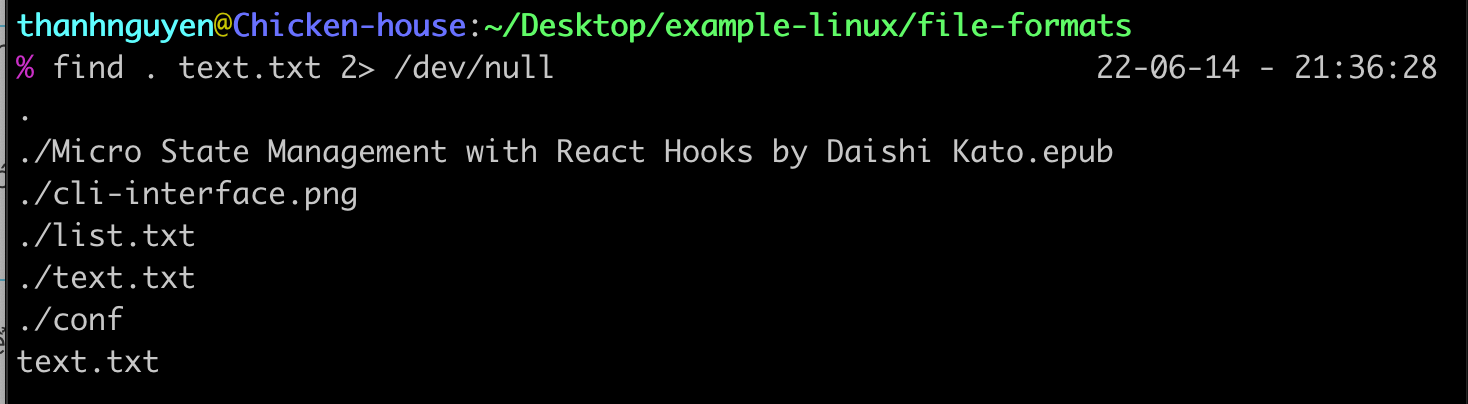 thanhnguyen@Chicken-house:~/Desktop/example-linux/file-formats
% find . text.txt 2> /dev/null 22-06-14 - 21:36:28
.
./Micro State Management with React Hooks by Daishi Kato.epub
./cli-interface.png
./list.txt
./text.txt
./conf
text.txt